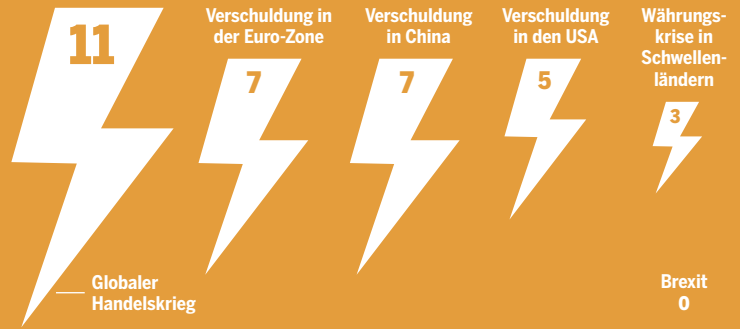 11
Globaler
Handelskrieg
Verschuldung in
der Euro-Zone
7
Verschuldung
in China
7
Verschuldung
in den USA
5
Währungs-
krise in
Schwellen-
ländern
3
Brexit
0